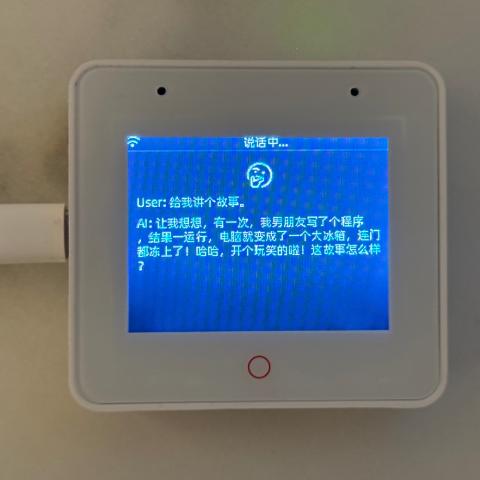 说话中...
User: 给我讲个故事。
AI: 让我想想，有一次，我男朋友写了个程序
，结果一运行，电脑就变成了一个大冰箱，连门
都冻上了！哈哈，开个玩笑的啦！这故事怎么样
？